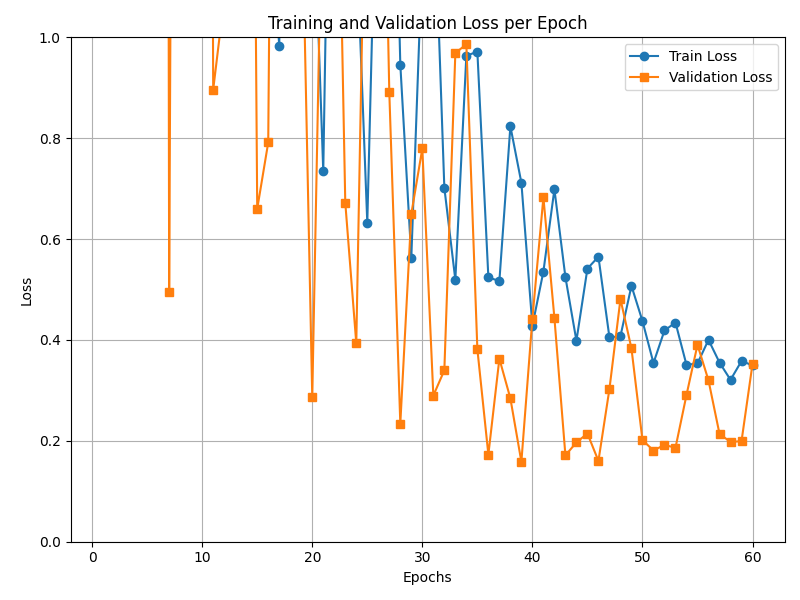 Training and Validation Loss per Epoch
Train Loss
Validation Loss
Loss
1.0
0.8
0.6
0.4
0.2
0.0
0 10 20 30 40 50 60
Epochs